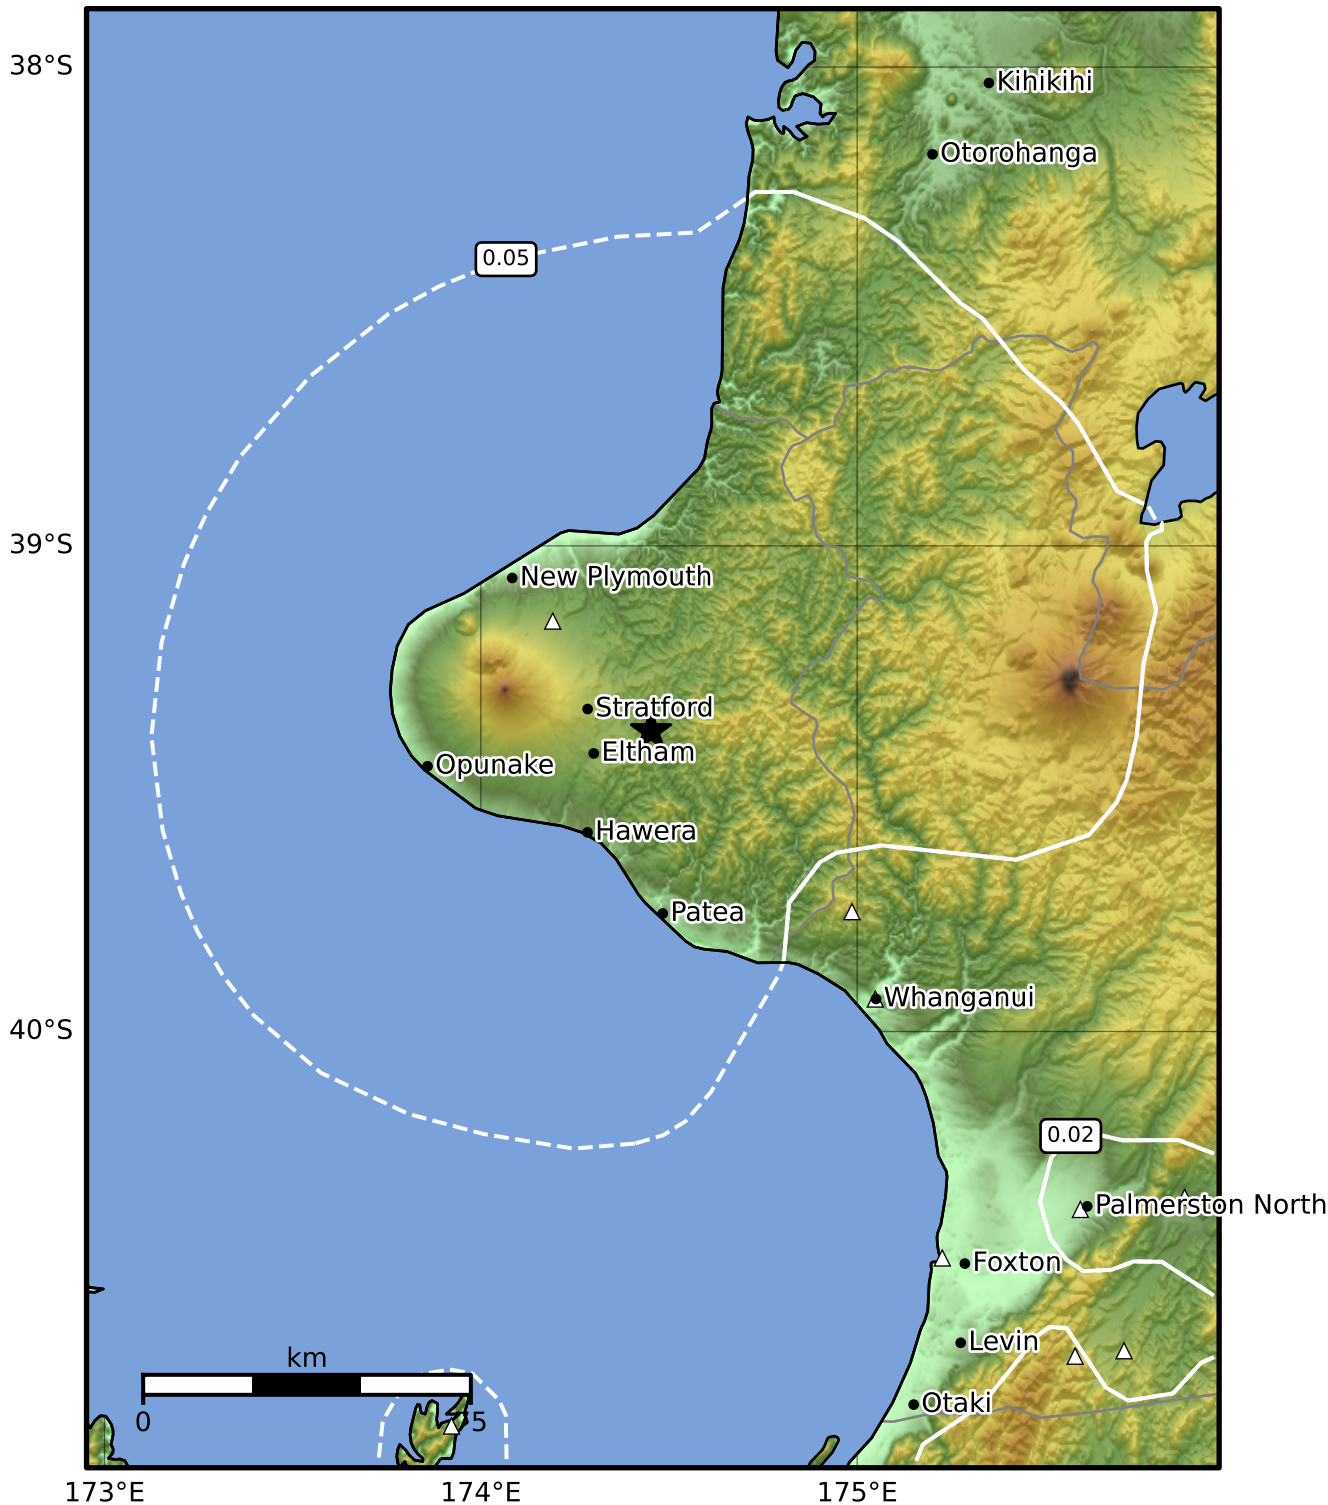 38°S
Kihikihi
Otorohanga
0.05
39°S
New Plymouth
Stratford
Eltham
Opunake
Hawera
Patea
Whanganui
40°S
0.02
Palmerston North
Foxton
Levin
km
Otaki
0
75
173°E
174°E
175°E